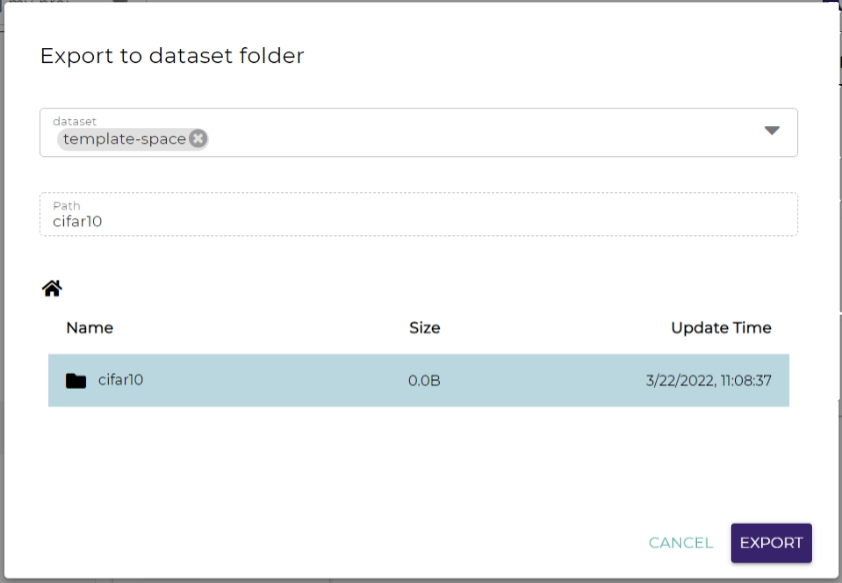 Export to dataset folder
dataset
template-space
Path
cifar10
Name Size Update Time
cifar10 0.0B 3/22/2022, 11:08:37
CANCEL EXPORT